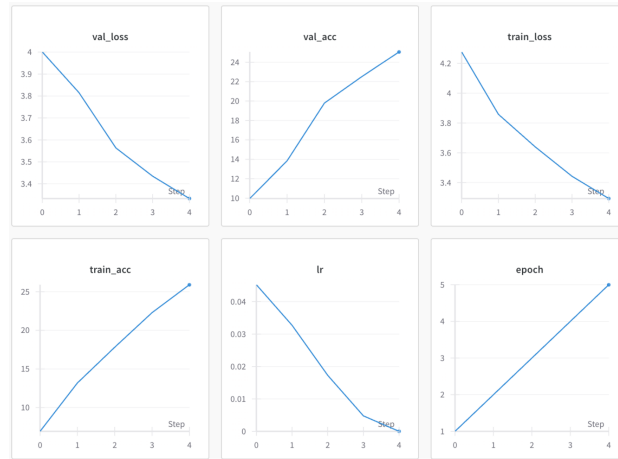 val_loss
4
3.9
3.8
3.7
3.6
3.5
3.4
Step
0 1 2 3 4
val_acc
24
22
20
18
16
14
12
10
Step
0 1 2 3 4
train_loss
4.2
4
3.8
3.6
3.4
Step
0 1 2 3 4
train_acc
25
20
15
10
Step
0 1 2 3 4
lr
0.04
0.03
0.02
0.01
0
Step
0 1 2 3 4
epoch
5
4
3
2
1
Step
0 1 2 3 4